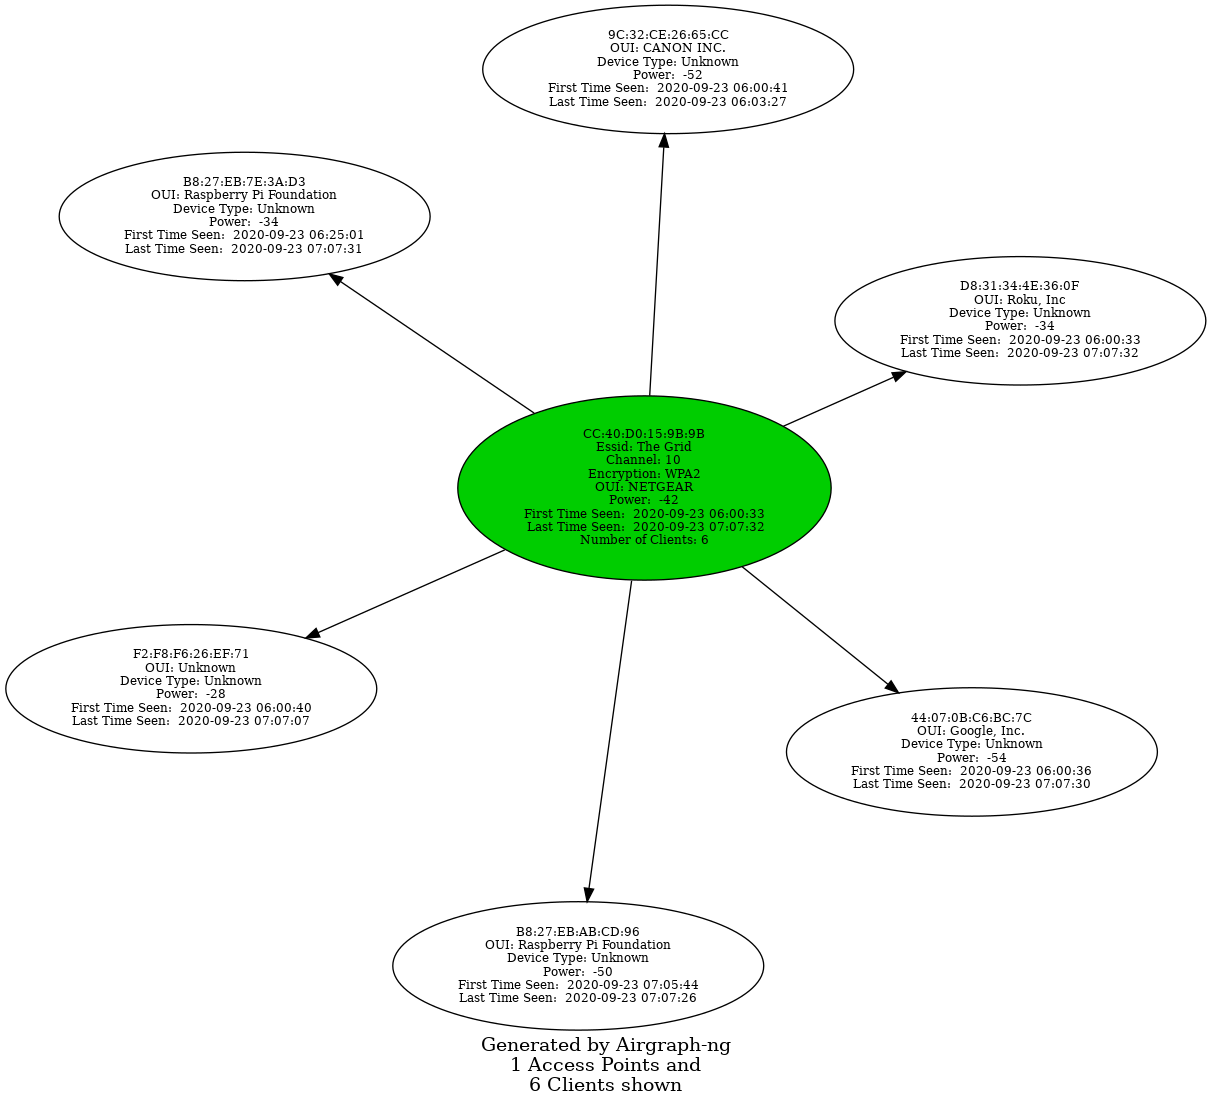 9C:32:CE:26:65:CC
OUI: CANON INC.
Device Type: Unknown
Power:  -52
First Time Seen:  2020-09-23 06:00:41
Last Time Seen:  2020-09-23 06:03:27
B8:27:EB:7E:3A:D3
OUI: Raspberry Pi Foundation
Device Type: Unknown
Power:  -34
First Time Seen:  2020-09-23 06:25:01
Last Time Seen:  2020-09-23 07:07:31
D8:31:34:4E:36:0F
OUI: Roku, Inc
Device Type: Unknown
Power:  -34
First Time Seen:  2020-09-23 06:00:33
Last Time Seen:  2020-09-23 07:07:32
CC:40:D0:15:9B:9B
Essid: The Grid
Channel: 10
Encryption: WPA2
OUI: NETGEAR
Power:  -42
First Time Seen:  2020-09-23 06:00:33
Last Time Seen:  2020-09-23 07:07:32
Number of Clients: 6
F2:F8:F6:26:EF:71
OUI: Unknown
Device Type: Unknown
Power:  -28
First Time Seen:  2020-09-23 06:00:40
Last Time Seen:  2020-09-23 07:07:07
44:07:0B:C6:BC:7C
OUI: Google, Inc.
Device Type: Unknown
Power:  -54
First Time Seen:  2020-09-23 06:00:36
Last Time Seen:  2020-09-23 07:07:30
B8:27:EB:AB:CD:96
OUI: Raspberry Pi Foundation
Device Type: Unknown
Power:  -50
First Time Seen:  2020-09-23 07:05:44
Last Time Seen:  2020-09-23 07:07:26
Generated by Airgraph-ng
1 Access Points and
6 Clients shown